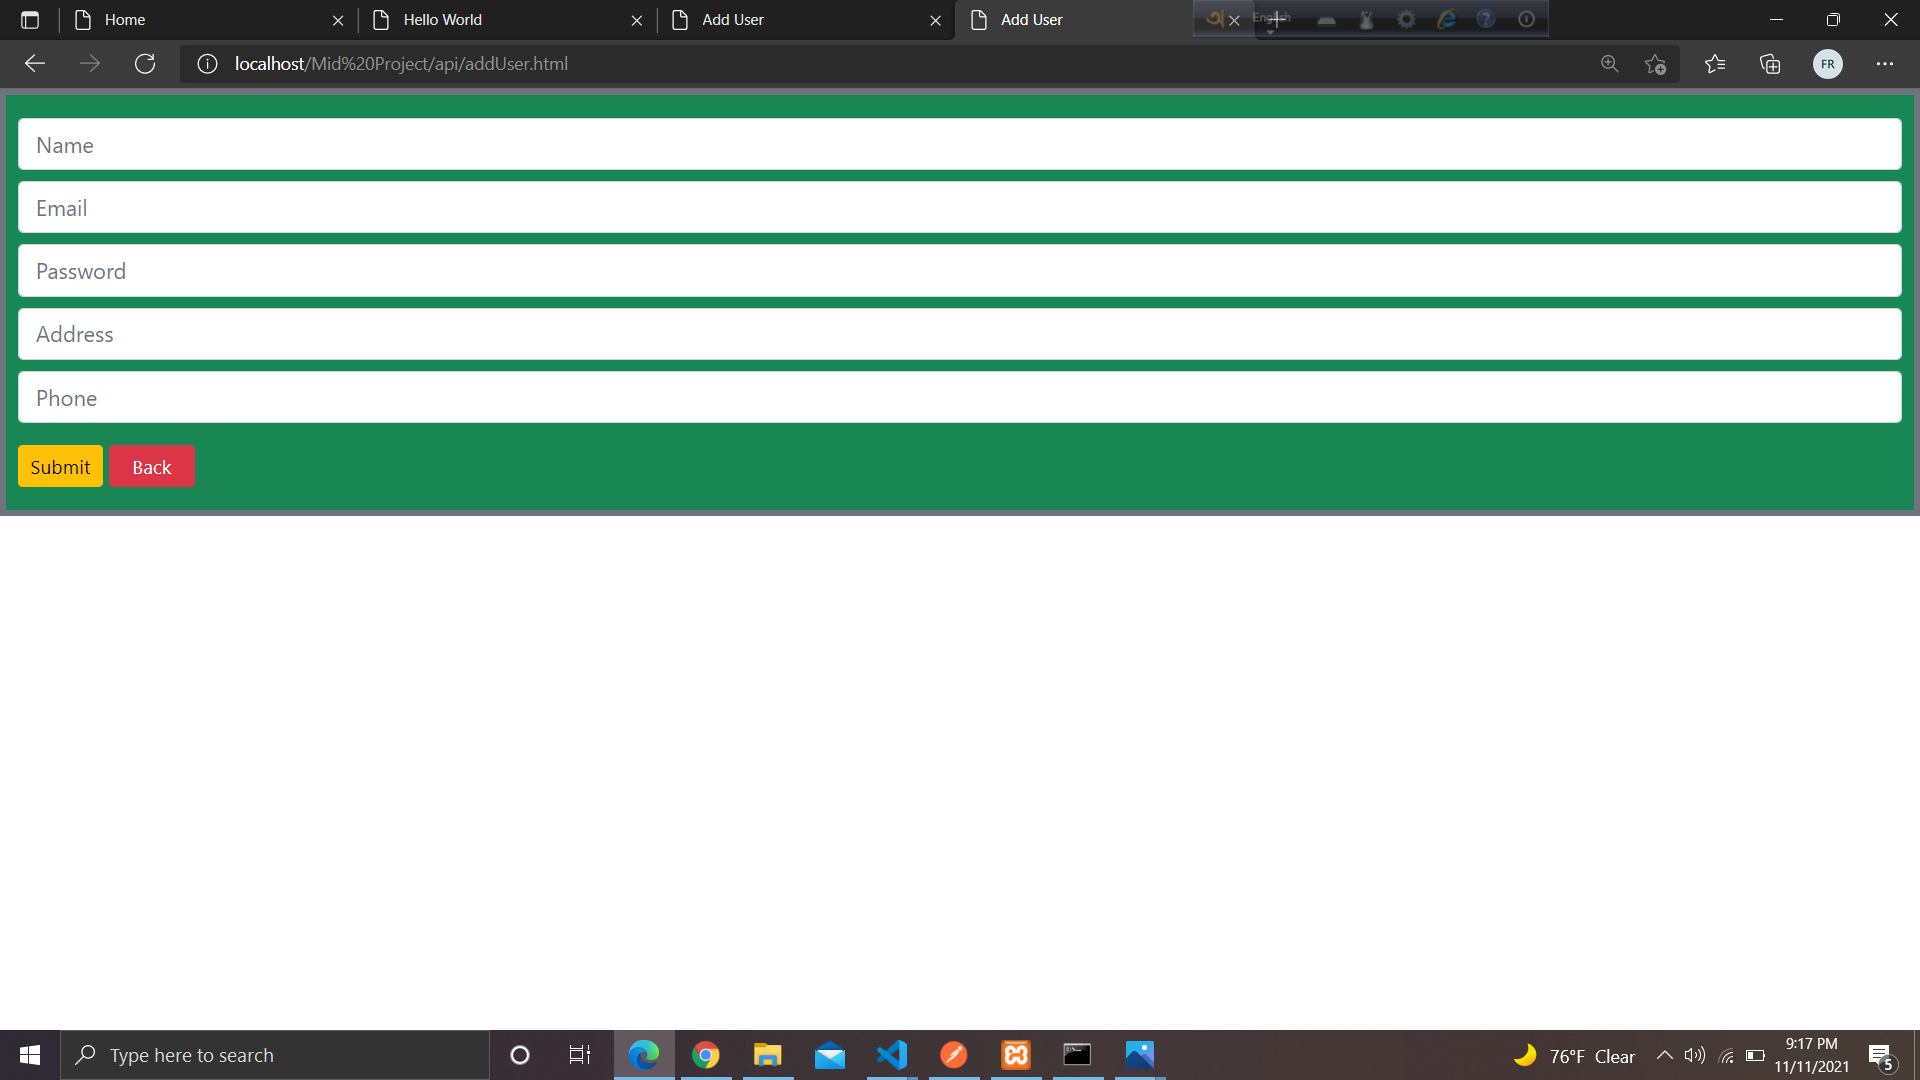 Home
Hello World
Add User
Add User
অ
English
localhost/Mid%20Project/api/addUser.html
FR
Name
Email
Password
Address
Phone
Submit Back
Type here to search
76°F Clear
9:17 PM
11/11/2021
5